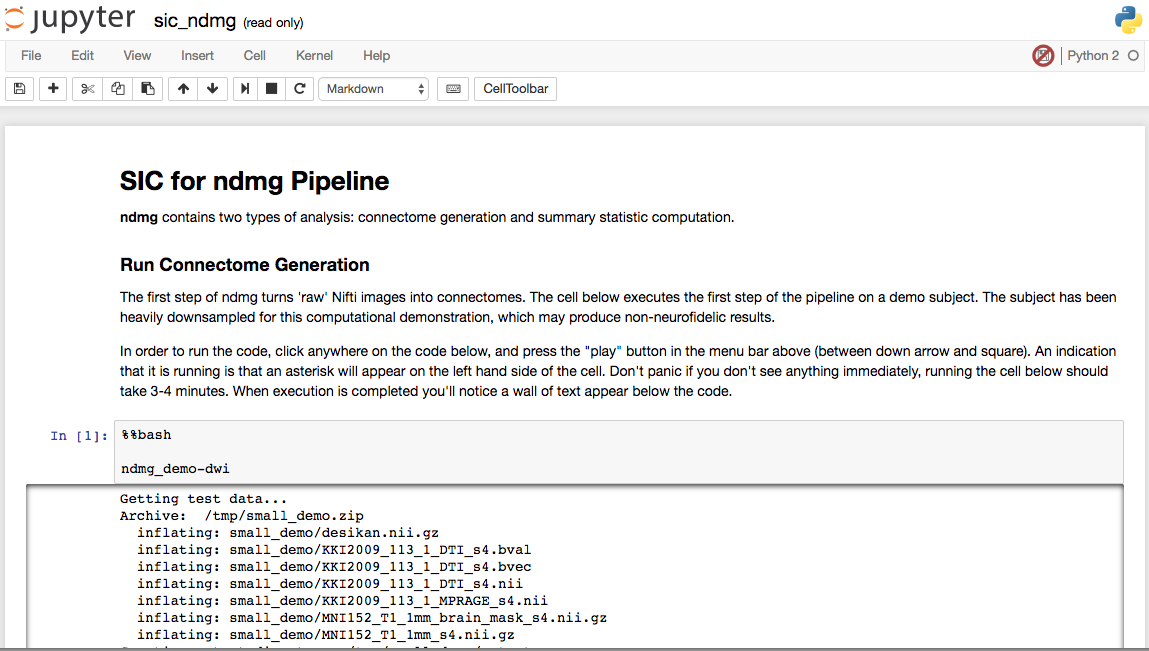 jupyter sic_ndmg (read only)
File Edit View Insert Cell Kernel Help Python 2
Markdown CellToolbar
SIC for ndmg Pipeline
ndmg contains two types of analysis: connectome generation and summary statistic computation.
Run Connectome Generation
The first step of ndmg turns 'raw' Nifti images into connectomes. The cell below executes the first step of the pipeline on a demo subject. The subject has been
heavily downsampled for this computational demonstration, which may produce non-neurofidelic results.
In order to run the code, click anywhere on the code below, and press the "play" button in the menu bar above (between down arrow and square). An indication
that it is running is that an asterisk will appear on the left hand side of the cell. Don't panic if you don't see anything immediately, running the cell below should
take 3-4 minutes. When execution is completed you'll notice a wall of text appear below the code.
In [1]: %%bash
ndmg_demo-dwi
Getting test data...
Archive:  /tmp/small_demo.zip
  inflating: small_demo/desikan.nii.gz
  inflating: small_demo/KKI2009_113_1_DTI_s4.bval
  inflating: small_demo/KKI2009_113_1_DTI_s4.bvec
  inflating: small_demo/KKI2009_113_1_DTI_s4.nii
  inflating: small_demo/KKI2009_113_1_MPRAGE_s4.nii
  inflating: small_demo/MNI152_T1_1mm_brain_mask_s4.nii.gz
  inflating: small_demo/MNI152_T1_1mm_s4.nii.gz